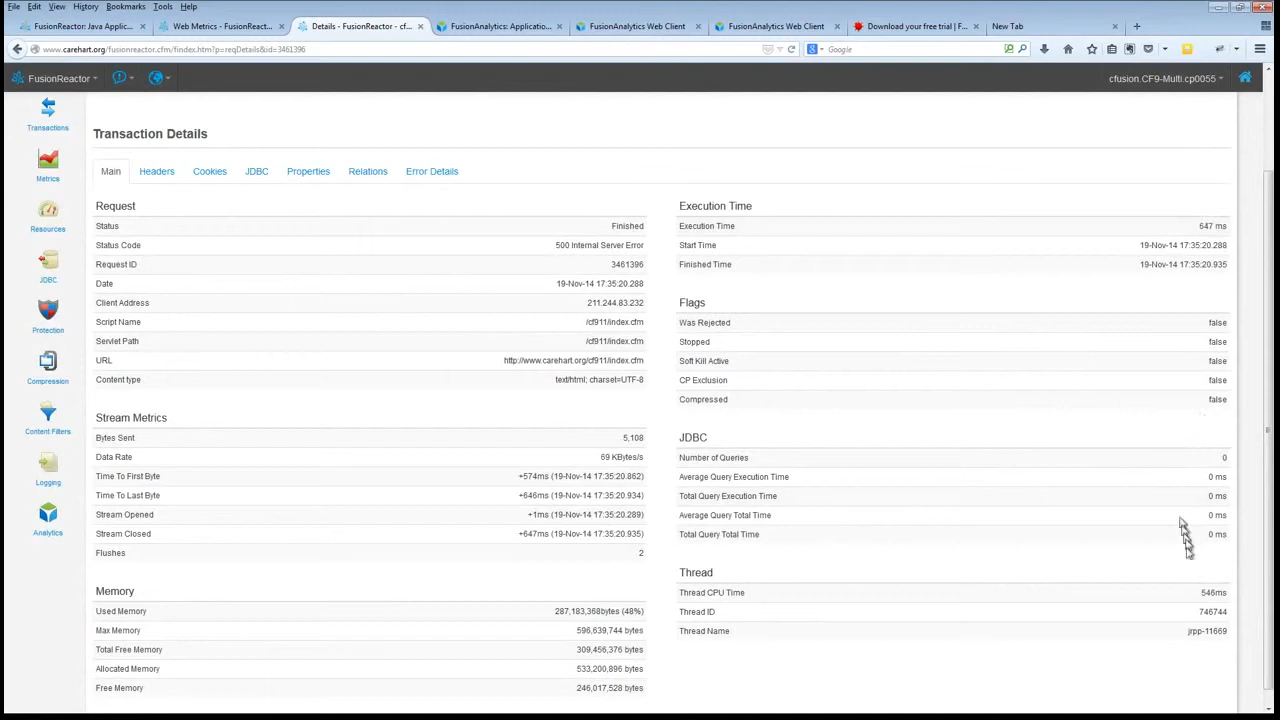 File Edit View History Bookmarks Tools Help
FusionReactor: Java Applic... × Web Metrics - FusionReact... × Details - FusionReactor - cf... × FusionAnalytics: Applicatio... × FusionAnalytics Web Client × FusionAnalytics Web Client × Download your free trial | F... × New Tab ×
www.carehart.org/fusionreactor.cfm/findex.htm?p=reqDetails&id=3461396
Google
FusionReactor
cfusion.CF9-Multi.cp0055
Transactions
Metrics
Resources
JDBC
Protection
Compression
Content Filters
Logging
Analytics
Transaction Details
Main Headers Cookies JDBC Properties Relations Error Details
Request
Status Finished
Status Code 500 Internal Server Error
Request ID 3461396
Date 19-Nov-14 17:35:20.288
Client Address 211.244.83.232
Script Name /cf911/index.cfm
Servlet Path /cf911/index.cfm
URL http://www.carehart.org/cf911/index.cfm
Content type text/html; charset=UTF-8
Stream Metrics
Bytes Sent 5,108
Data Rate 69 KBytes/s
Time To First Byte +574ms (19-Nov-14 17:35:20.862)
Time To Last Byte +646ms (19-Nov-14 17:35:20.934)
Stream Opened +1ms (19-Nov-14 17:35:20.289)
Stream Closed +647ms (19-Nov-14 17:35:20.935)
Flushes 2
Memory
Used Memory 287,183,368bytes (48%)
Max Memory 596,639,744 bytes
Total Free Memory 309,456,376 bytes
Allocated Memory 533,200,896 bytes
Free Memory 246,017,528 bytes
Execution Time
Execution Time 647 ms
Start Time 19-Nov-14 17:35:20.288
Finished Time 19-Nov-14 17:35:20.935
Flags
Was Rejected false
Stopped false
Soft Kill Active false
CP Exclusion false
Compressed false
JDBC
Number of Queries 0
Average Query Execution Time 0 ms
Total Query Execution Time 0 ms
Average Query Total Time 0 ms
Total Query Total Time 0 ms
Thread
Thread CPU Time 546ms
Thread ID 746744
Thread Name jrpp-11669